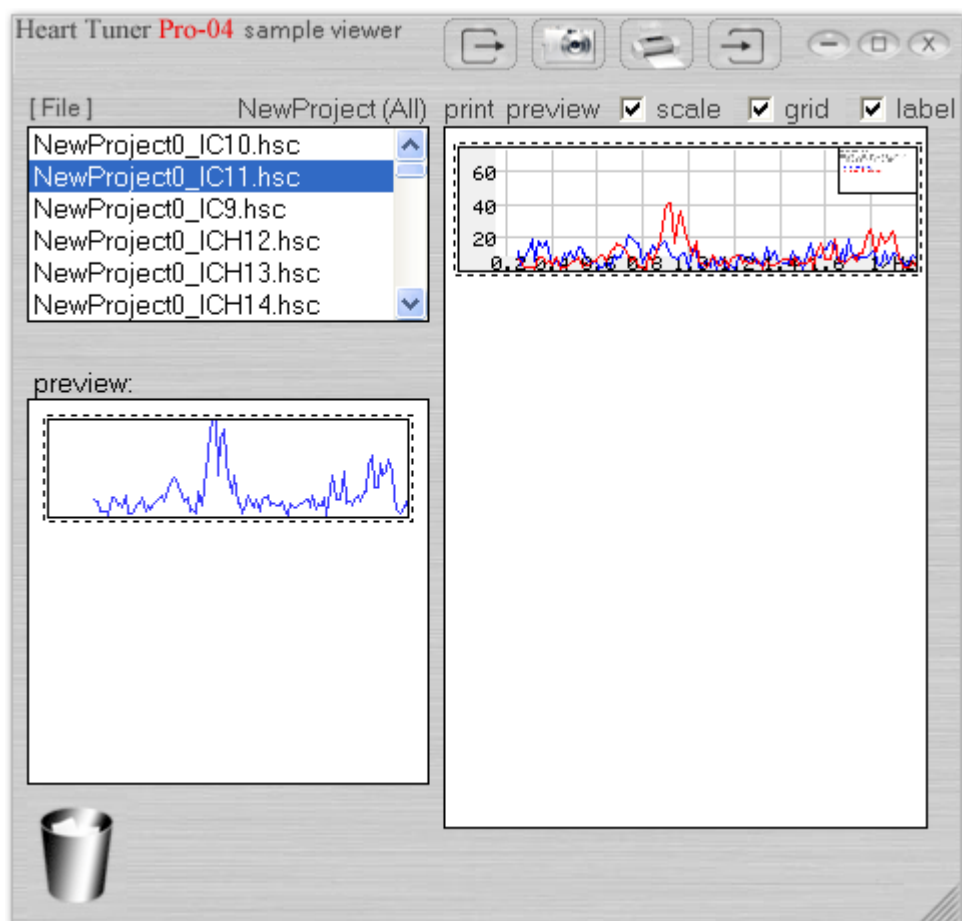 Heart Tuner Pro-04 sample viewer
[File] NewProject (All)
print preview scale grid label
NewProject0_IC10.hsc
NewProject0_IC11.hsc
NewProject0_IC9.hsc
NewProject0_ICH12.hsc
NewProject0_ICH13.hsc
NewProject0_ICH14.hsc
60
40
20
preview: